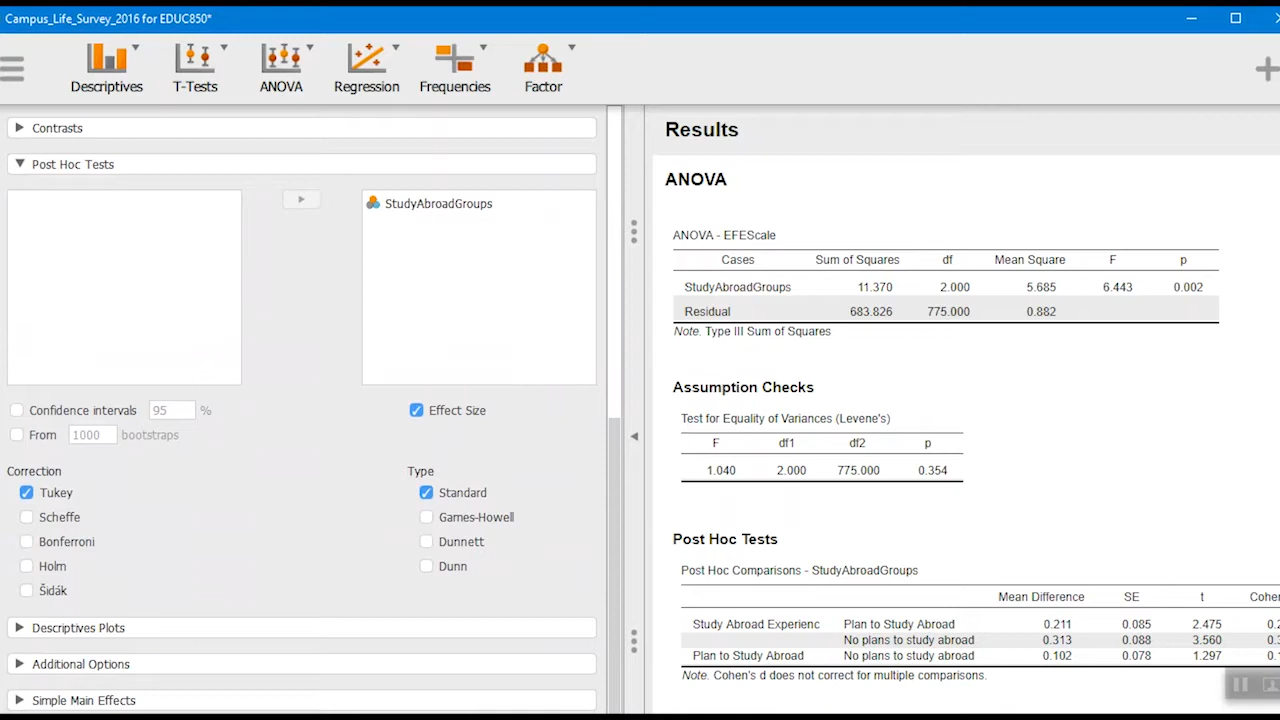 Campus_Life_Survey_2016 for EDUC850*
Descriptives T-Tests ANOVA Regression Frequencies Factor
Contrasts
Post Hoc Tests
StudyAbroadGroups
Confidence intervals 95 %
Effect Size
From 1000 bootstraps
Correction
Type
Tukey
Standard
Scheffe
Games-Howell
Bonferroni
Dunnett
Holm
Dunn
Šidák
Descriptives Plots
Additional Options
Simple Main Effects
Results
ANOVA
ANOVA - EFEScale
Cases Sum of Squares df Mean Square F p
StudyAbroadGroups 11.370 2.000 5.685 6.443 0.002
Residual 683.826 775.000 0.882
Note. Type III Sum of Squares
Assumption Checks
Test for Equality of Variances (Levene's)
F df1 df2 p
1.040 2.000 775.000 0.354
Post Hoc Tests
Post Hoc Comparisons - StudyAbroadGroups
Mean Difference SE t Cohen
Study Abroad Experienc Plan to Study Abroad 0.211 0.085 2.475 0.2
No plans to study abroad 0.313 0.088 3.560 0.3
Plan to Study Abroad No plans to study abroad 0.102 0.078 1.297 0.1
Note. Cohen's d does not correct for multiple comparisons.